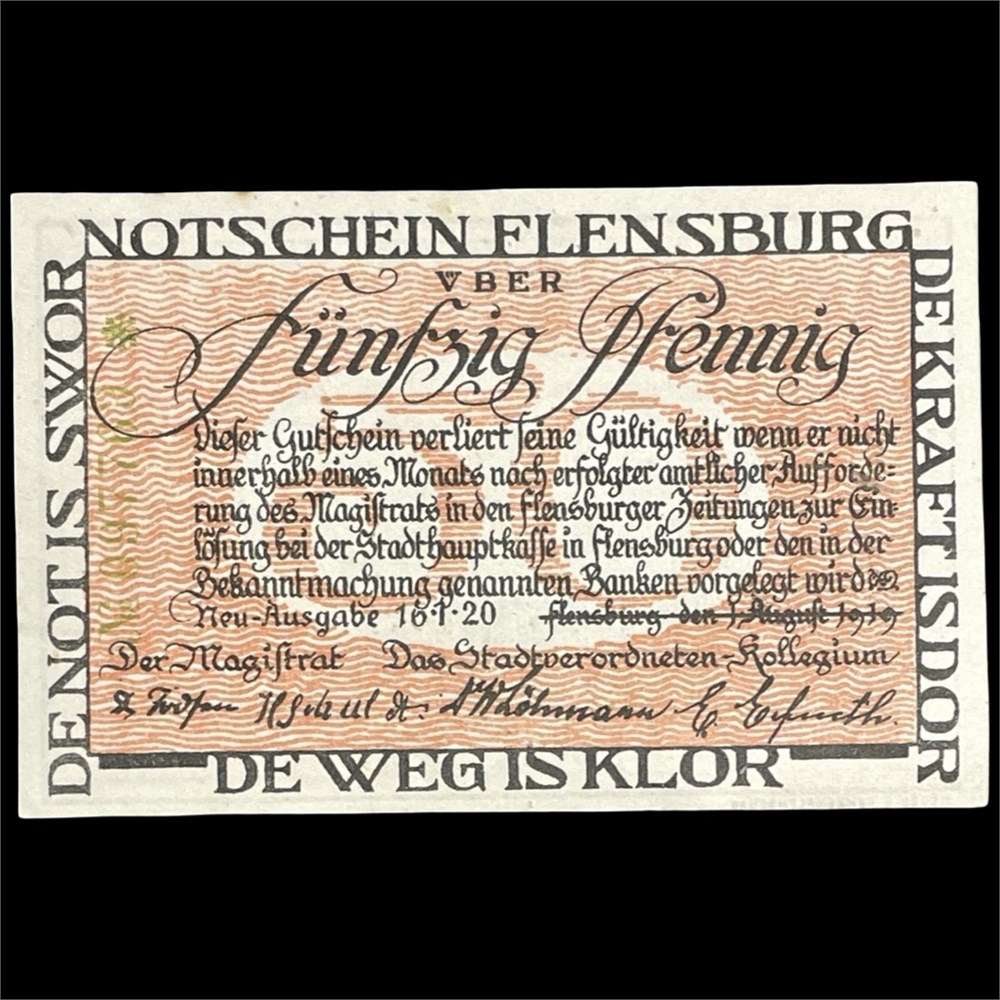 NOTSCHEIN FLENSBURG
ÜBER
fünfzig Pfennig
Dieser Gutschein verliert seine Gültigkeit wenn er nicht
innerhalb eines Monats nach erfolgter amtlicher Aufforde=
rung des Magistrats in den flensburger Zeitungen zur Ein=
lösung bei der Stadthauptkasse in flensburg oder den in der
Bekanntmachung genannten Banken vorgelegt wird
Neu-Ausgabe 16·1·20 flensburg den 1 August 1919
Der Magistrat Das Stadtverordneten-Kollegium
DE NOT IS SWOR
DE KRAFT IS DOR
DE WEG IS KLOR